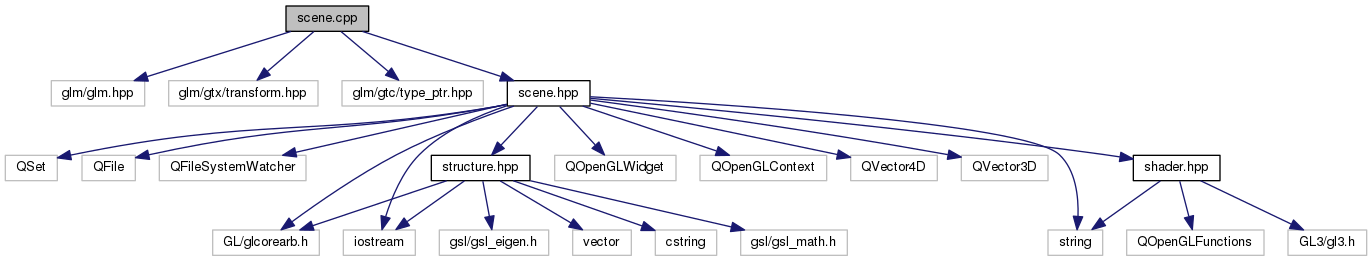 scene.cpp
glm/glm.hpp
glm/gtx/transform.hpp
glm/gtc/type_ptr.hpp
scene.hpp
QSet
QFile
QFileSystemWatcher
structure.hpp
QOpenGLWidget
QOpenGLContext
QVector4D
QVector3D
shader.hpp
GL/glcorearb.h
iostream
gsl/gsl_eigen.h
vector
cstring
gsl/gsl_math.h
string
QOpenGLFunctions
GL3/gl3.h